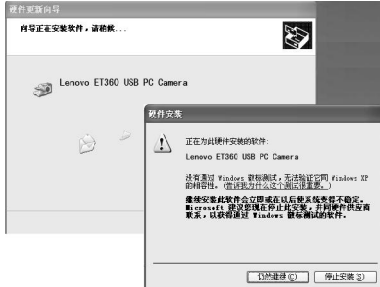 硬件更新向导
向导正在安装软件，请稍候...
Lenovo ET360 USB PC Camera
硬件安装
正在为此硬件安装的软件:
Lenovo ET360 USB PC Camera
没有通过 Windows 徽标测试，无法验证它同 Windows XP
的相容性。(告诉我为什么这个测试很重要。)
继续安装此软件会立即或在以后使系统变得不稳定。
Microsoft 建议您现在停止此安装，并同硬件供应商
联系，以获得通过 Windows 徽标测试的软件。
仍然继续(C)
停止安装(S)